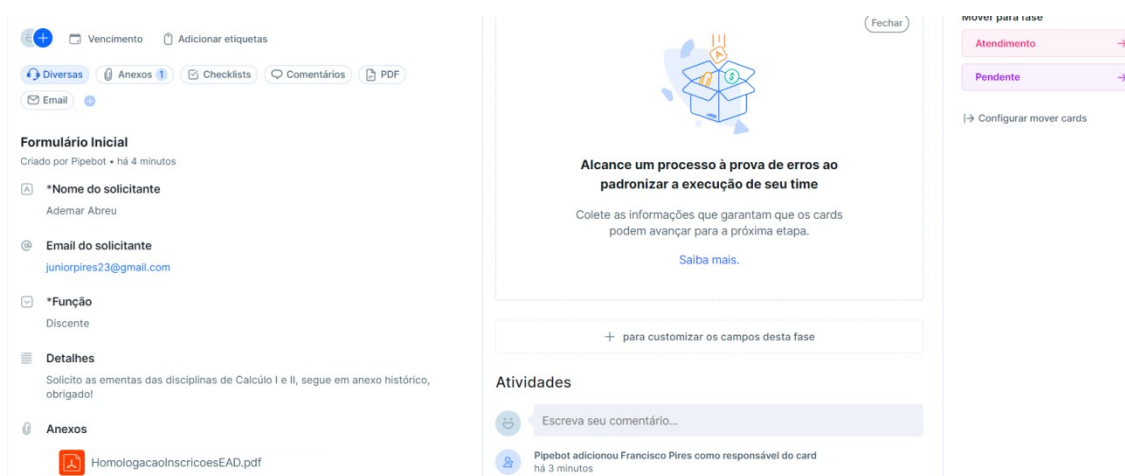 Vencimento
Adicionar etiquetas
Diversas
Anexos 1
Checklists
Comentários
PDF
Email
Formulário Inicial
Criado por Pipebot • há 4 minutos
*Nome do solicitante
Ademar Abreu
Email do solicitante
juniorpires23@gmail.com
*Função
Discente
Detalhes
Solicito as ementas das disciplinas de Calcúlo I e II, segue em anexo histórico,
obrigado!
Anexos
HomologacaoInscricoesEAD.pdf
(Fechar)
Alcance um processo à prova de erros ao
padronizar a execução de seu time
Colete as informações que garantam que os cards
podem avançar para a próxima etapa.
Saiba mais.
+ para customizar os campos desta fase
Atividades
Escreva seu comentário...
Pipebot adicionou Francisco Pires como responsável do card
há 3 minutos
Mover para fase
Atendimento
Pendente
Configurar mover cards